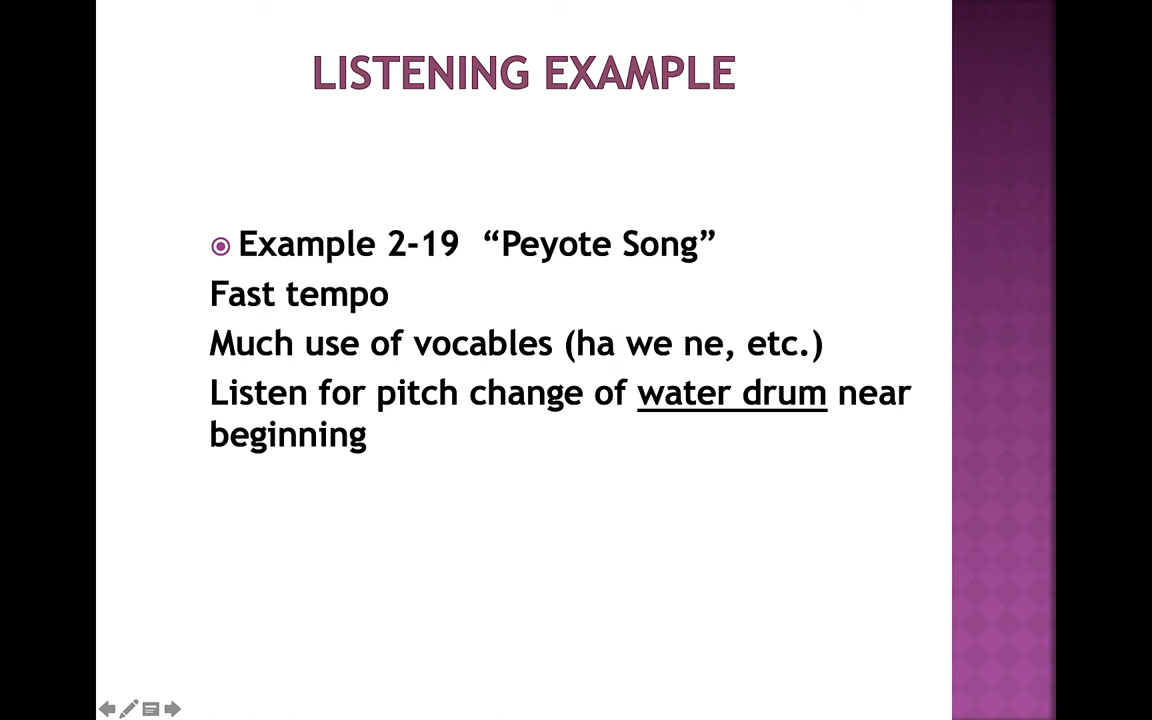 LISTENING EXAMPLE
Example 2-19 “Peyote Song”
Fast tempo
Much use of vocables (ha we ne, etc.)
Listen for pitch change of water drum near
beginning